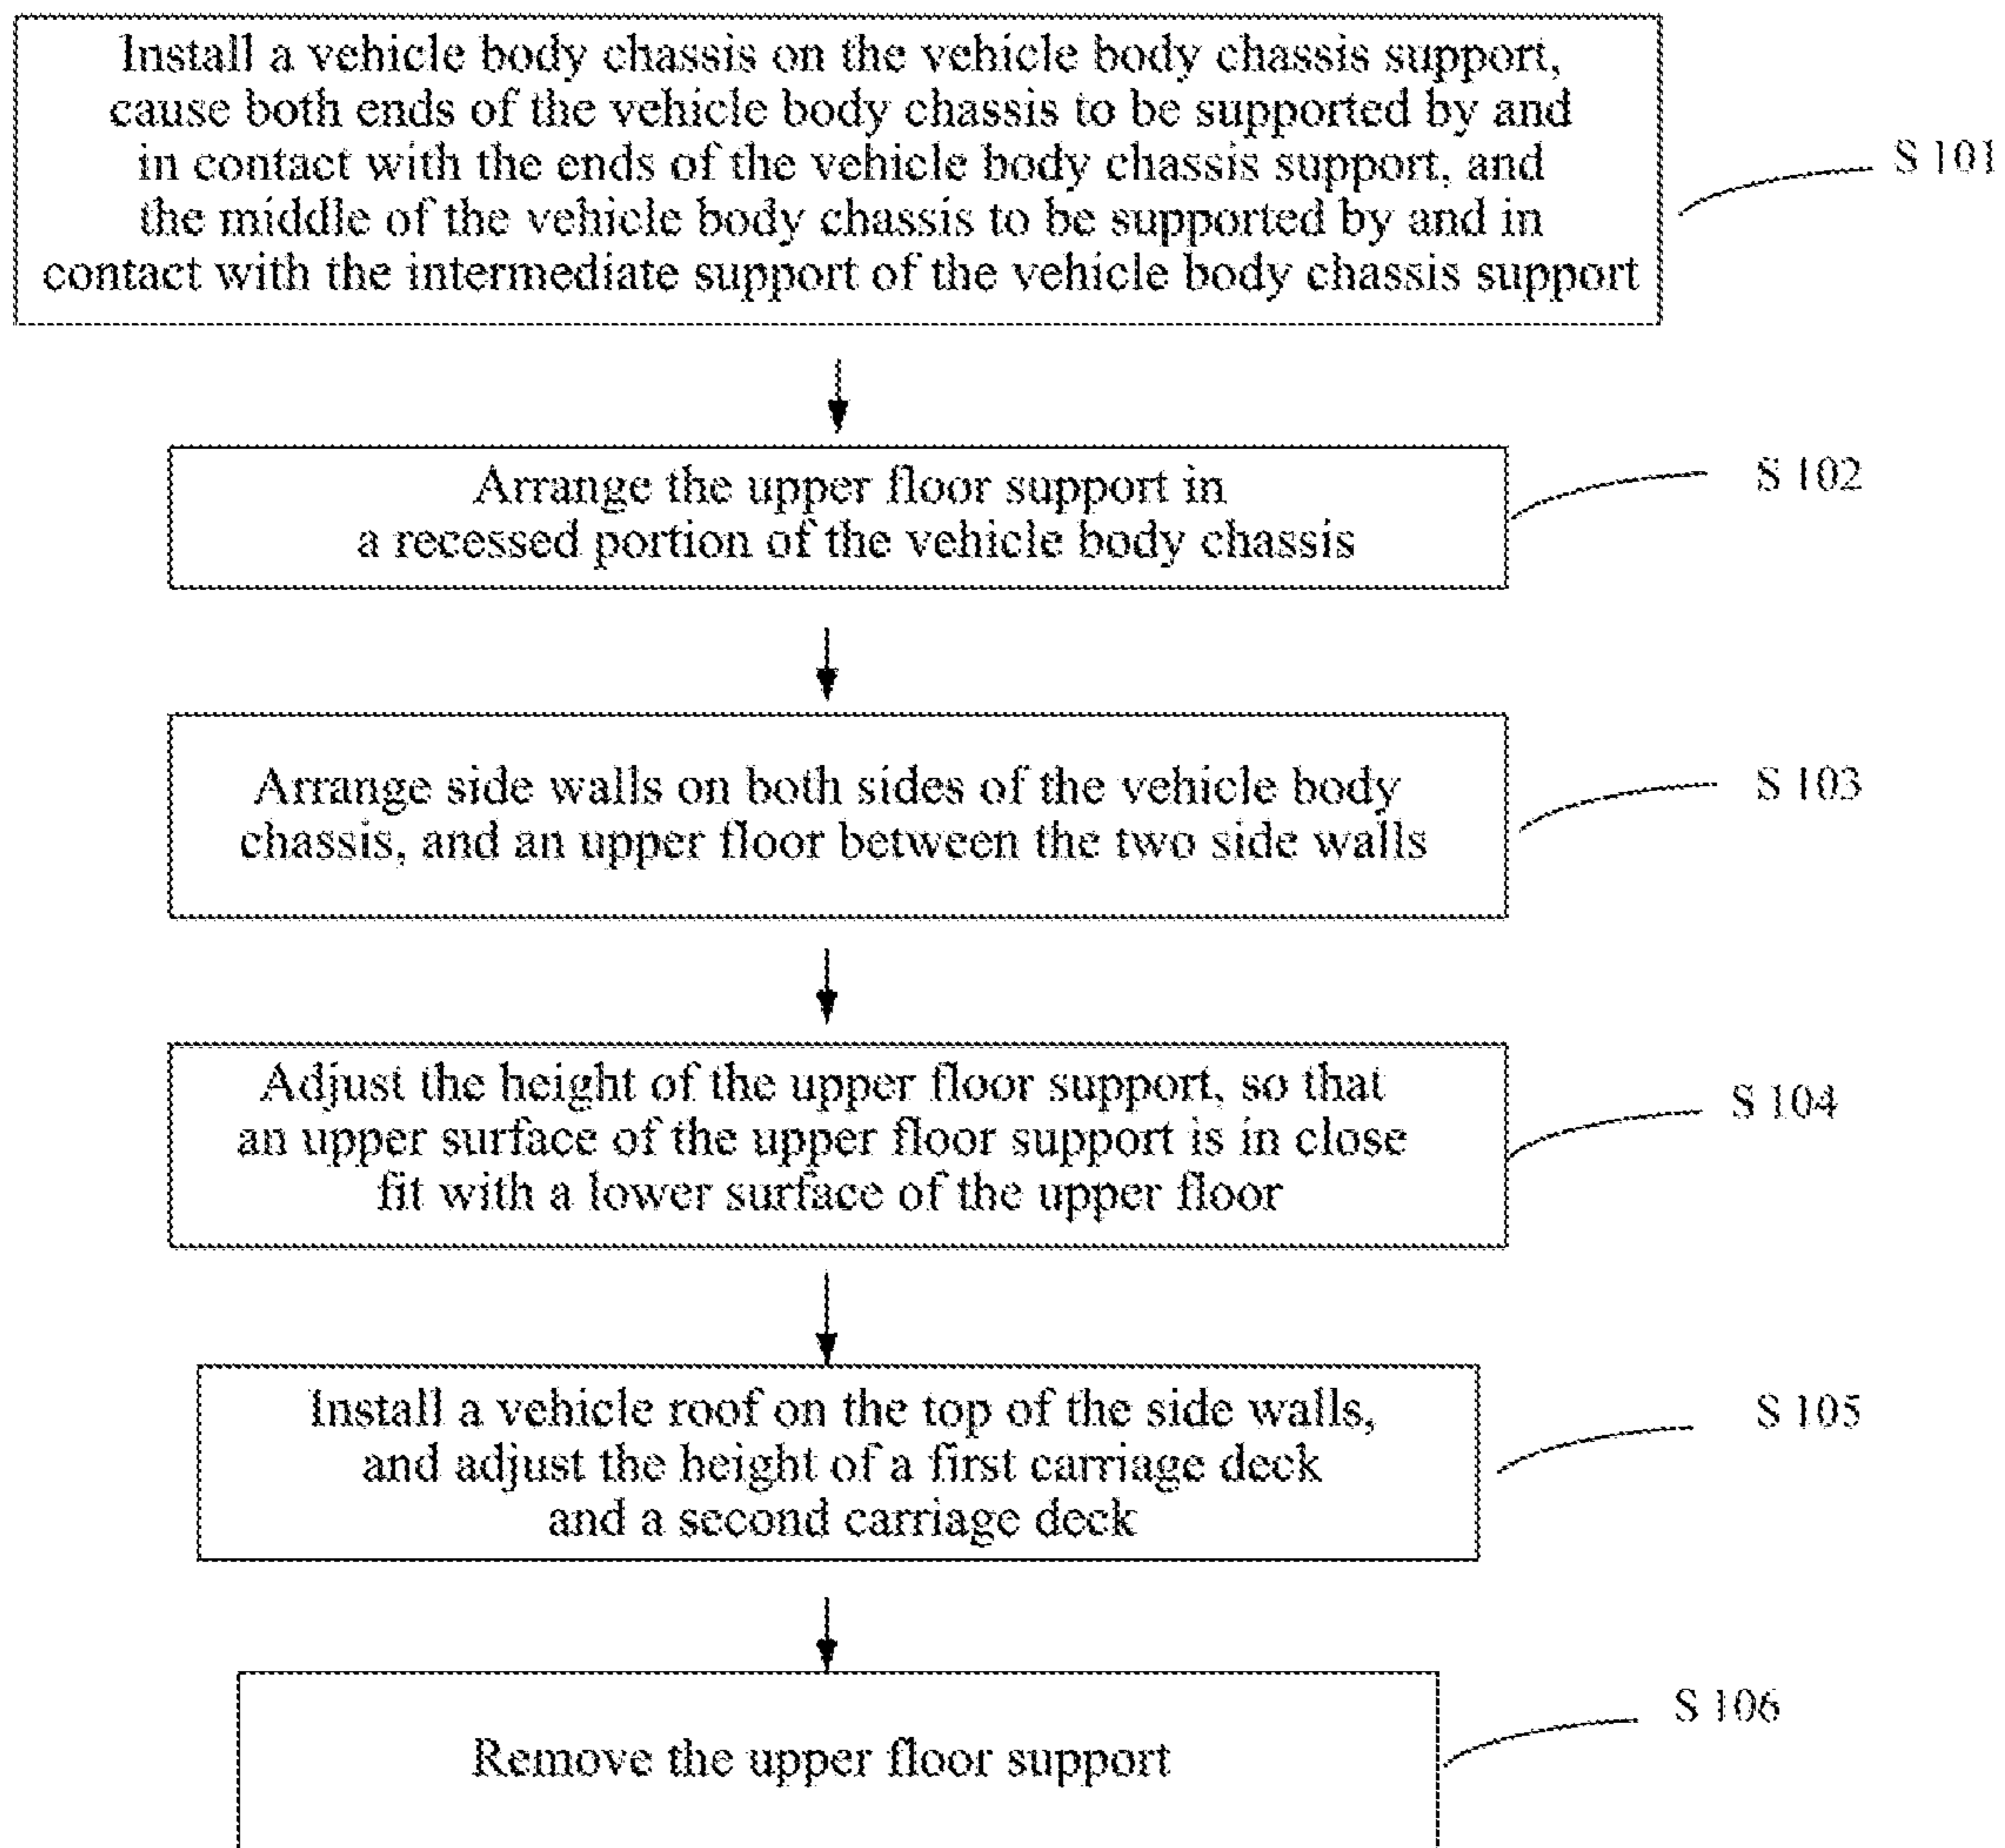 Install a vehicle body chassis on the vehicle body chassis support,
cause both ends of the vehicle body chassis to be supported by and
in contact with the ends of the vehicle body chassis support, and
the middle of the vehicle body chassis to be supported by and in
contact with the intermediate support of the vehicle body chassis support
S 101
Arrange the upper floor support in
a recessed portion of the vehicle body chassis
S 102
Arrange side walls on both sides of the vehicle body
chassis, and an upper floor between the two side walls
S 103
Adjust the height of the upper floor support, so that
an upper surface of the upper floor support is in close
fit with a lower surface of the upper floor
S 104
Install a vehicle roof on the top of the side walls,
and adjust the height of a first carriage deck
and a second carriage deck
S 105
Remove the upper floor support
S 106